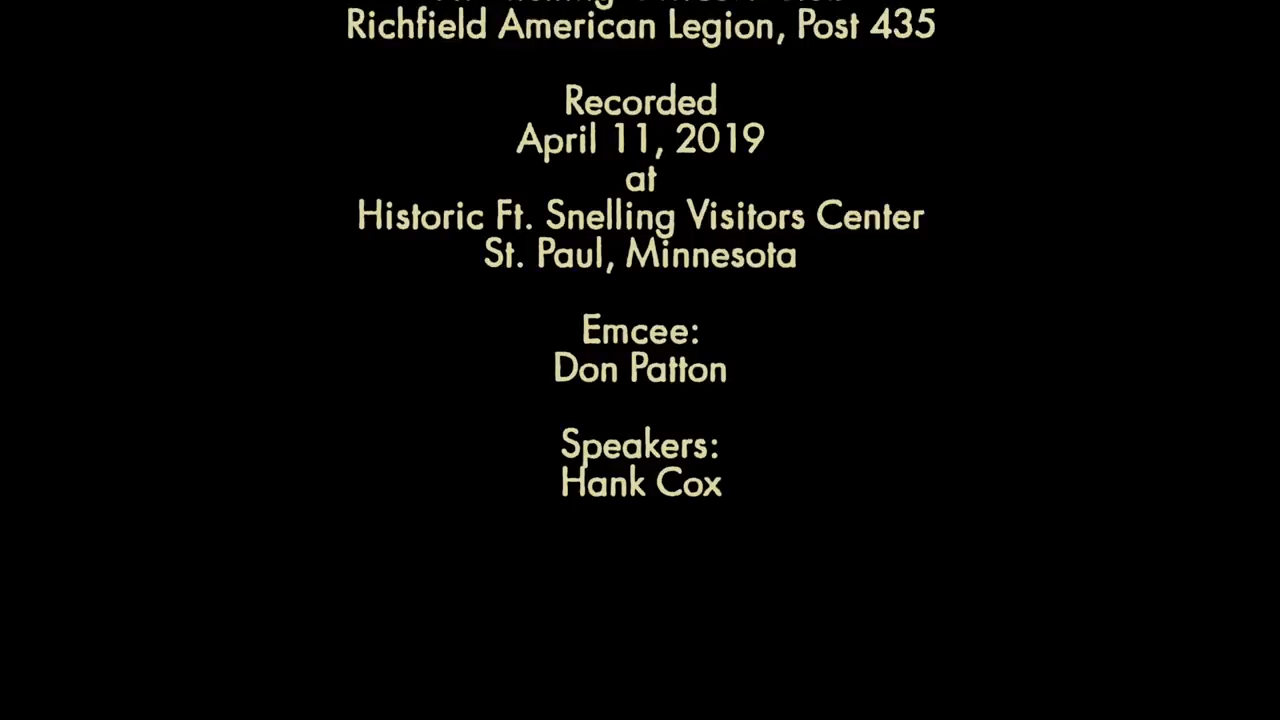 Richfield American Legion, Post 435
Recorded
April 11, 2019
at
Historic Ft. Snelling Visitors Center
St. Paul, Minnesota
Emcee:
Don Patton
Speakers:
Hank Cox